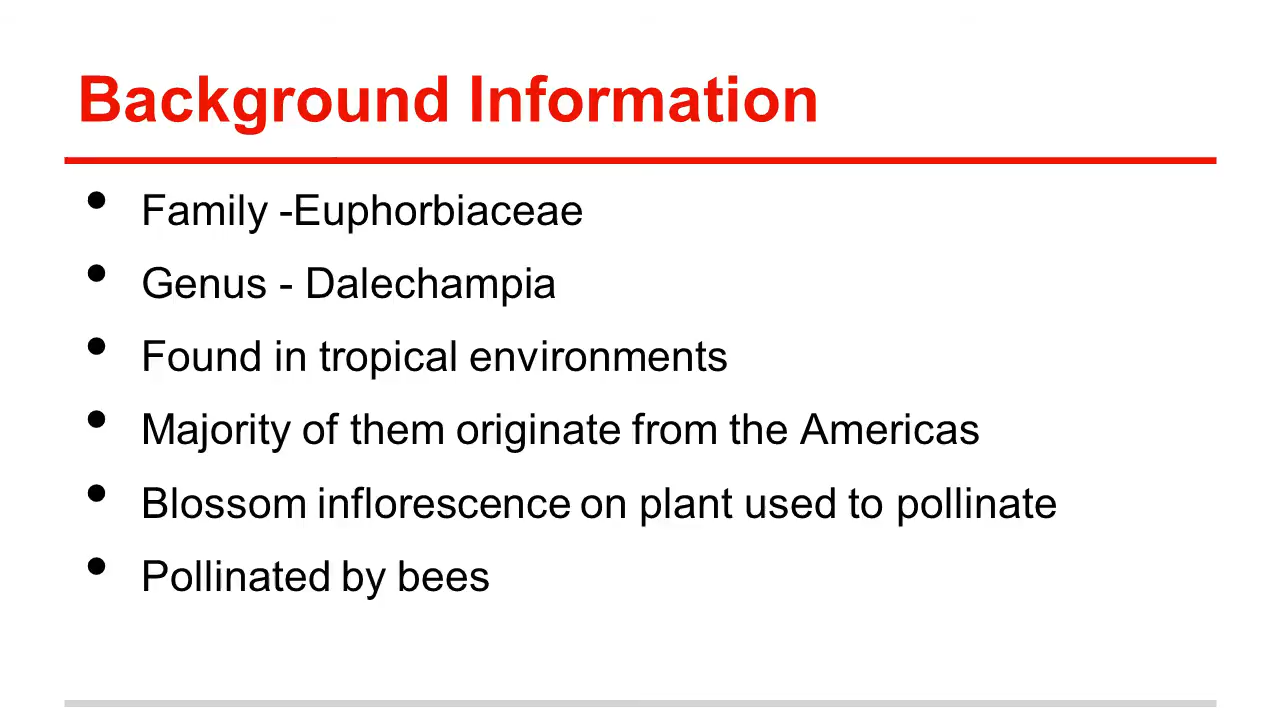 Background Information
• Family -Euphorbiaceae
• Genus - Dalechampia
• Found in tropical environments
• Majority of them originate from the Americas
• Blossom inflorescence on plant used to pollinate
• Pollinated by bees